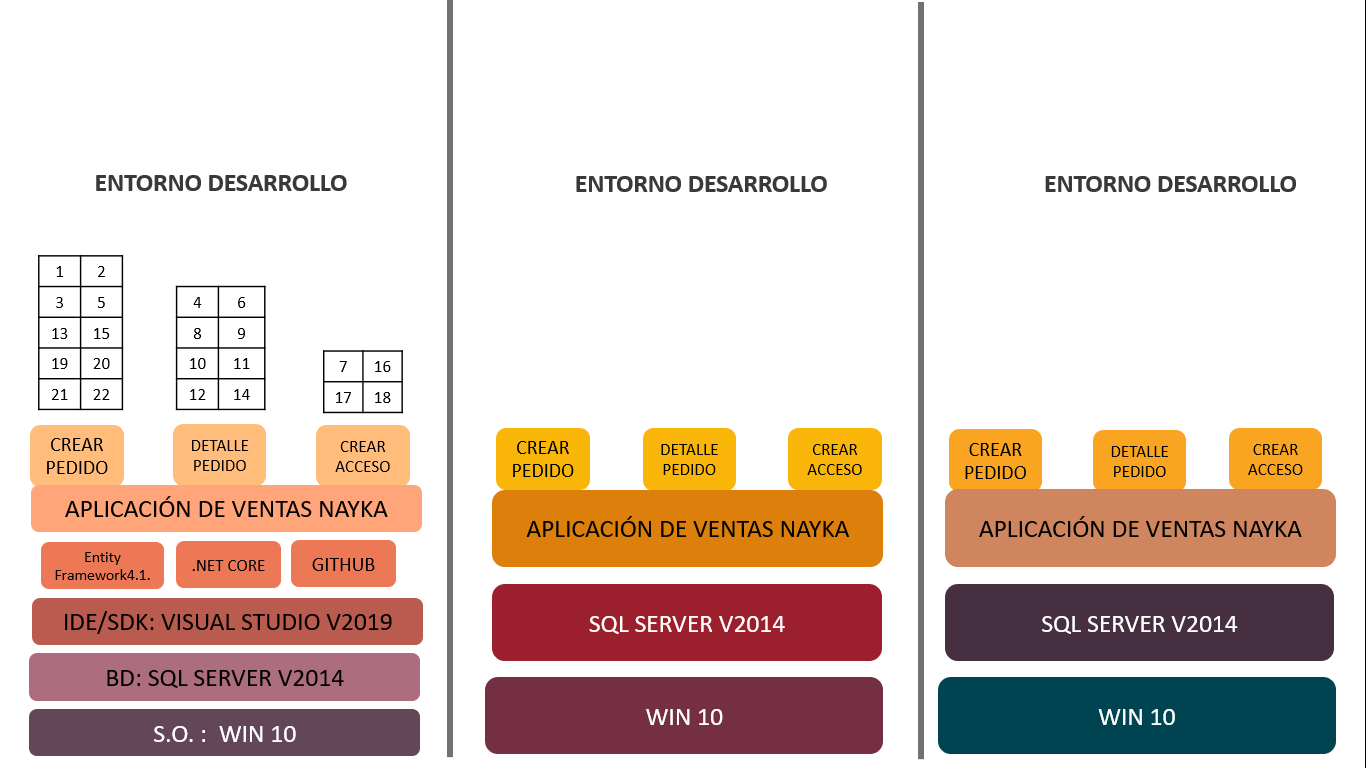 ENTORNO DESARROLLO
1 2
3 5
13 15
19 20
21 22
4 6
8 9
10 11
12 14
7 16
17 18
CREAR
PEDIDO
DETALLE
PEDIDO
CREAR
ACCESO
APLICACIÓN DE VENTAS NAYKA
Entity
Framework4.1.
.NET CORE
GITHUB
IDE/SDK: VISUAL STUDIO V2019
BD: SQL SERVER V2014
S.O. : WIN 10
ENTORNO DESARROLLO
CREAR
PEDIDO
DETALLE
PEDIDO
CREAR
ACCESO
APLICACIÓN DE VENTAS NAYKA
SQL SERVER V2014
WIN 10
ENTORNO DESARROLLO
CREAR
PEDIDO
DETALLE
PEDIDO
CREAR
ACCESO
APLICACIÓN DE VENTAS NAYKA
SQL SERVER V2014
WIN 10